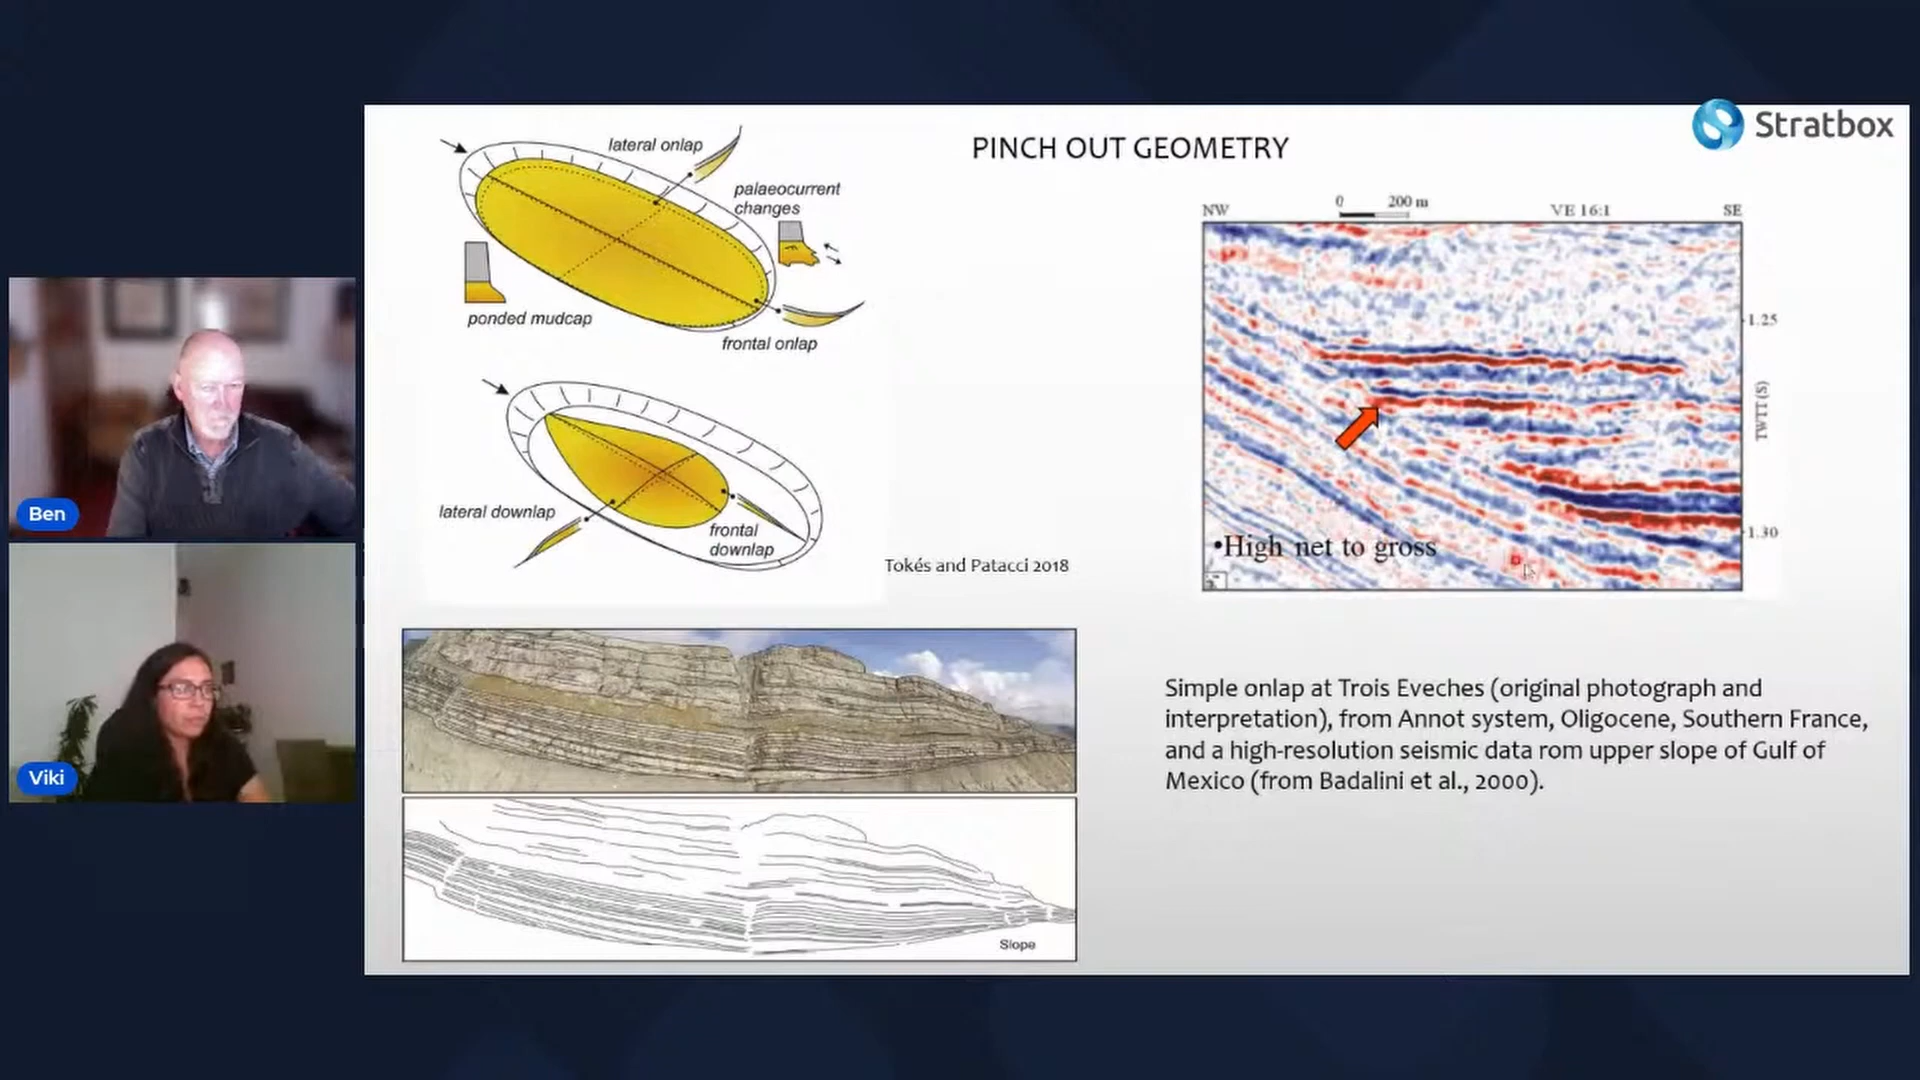 Stratbox
PINCH OUT GEOMETRY
lateral onlap
palaeocurrent
changes
ponded mudcap
frontal onlap
lateral downlap
frontal
downlap
Tokés and Patacci 2018
0 200 m
NW VE 16:1 SE
1.25
TWTT (S)
1.30
•High net to gross
Ben
Viki
Simple onlap at Trois Eveches (original photograph and
interpretation), from Annot system, Oligocene, Southern France,
and a high-resolution seismic data rom upper slope of Gulf of
Mexico (from Badalini et al., 2000).
Slope